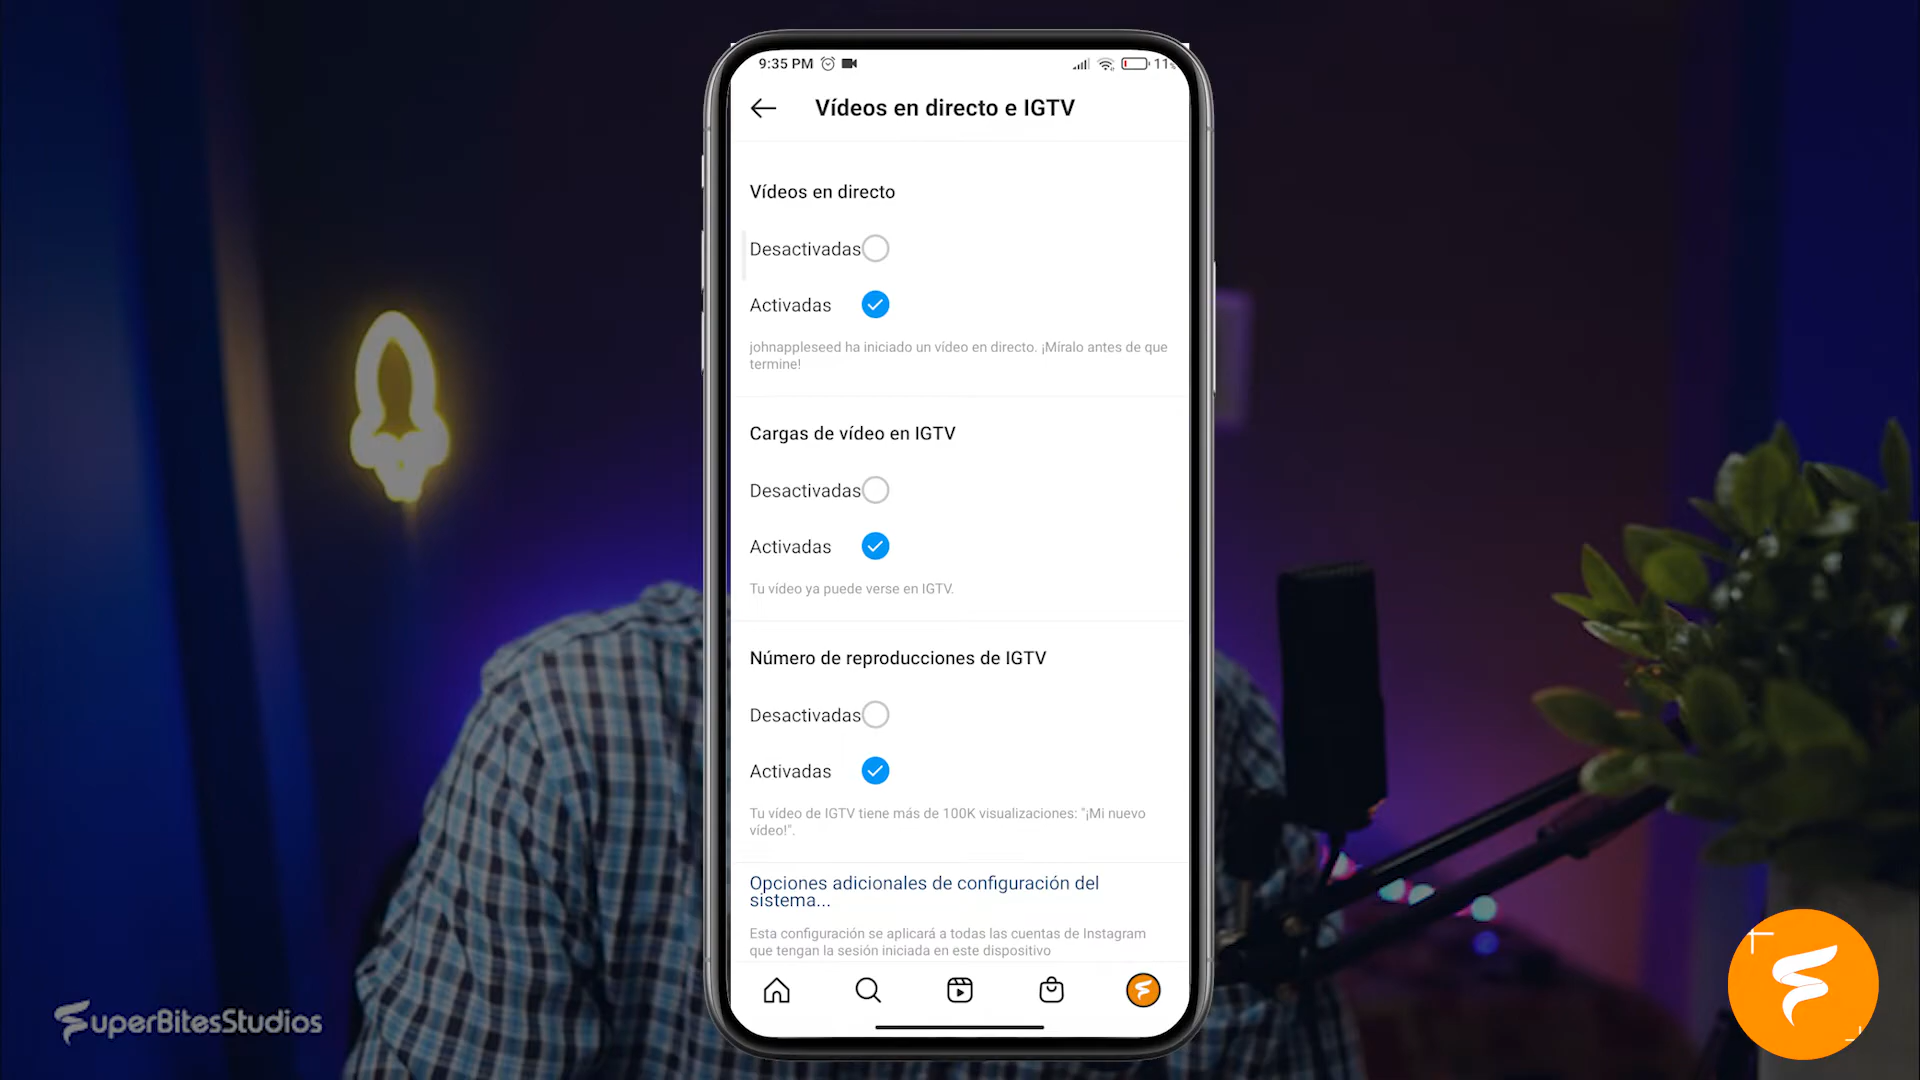 9:35 PM
11%
Vídeos en directo e IGTV
Vídeos en directo
Desactivadas
Activadas
johnappleseed ha iniciado un vídeo en directo. ¡Míralo antes de que
termine!
Cargas de vídeo en IGTV
Desactivadas
Activadas
Tu vídeo ya puede verse en IGTV.
Número de reproducciones de IGTV
Desactivadas
Activadas
Tu vídeo de IGTV tiene más de 100K visualizaciones: "¡Mi nuevo
vídeo!".
Opciones adicionales de configuración del
sistema...
Esta configuración se aplicará a todas las cuentas de Instagram
que tengan la sesión iniciada en este dispositivo
SuperBitesStudios